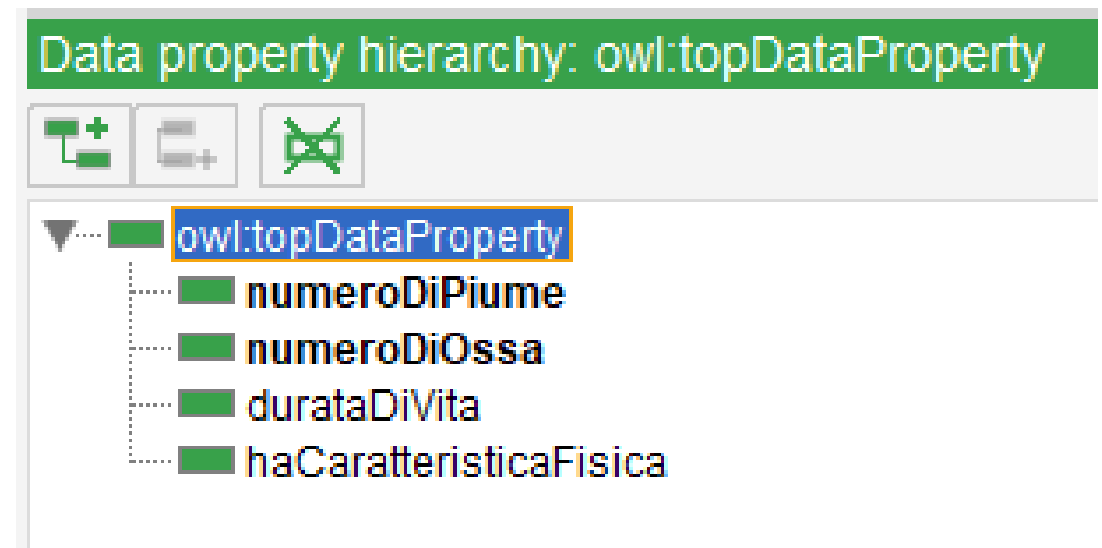 Data property hierarchy: owl:topDataProperty
owl:topDataProperty
numeroDiPiume
numeroDiOssa
durataDiVita
haCaratteristicaFisica